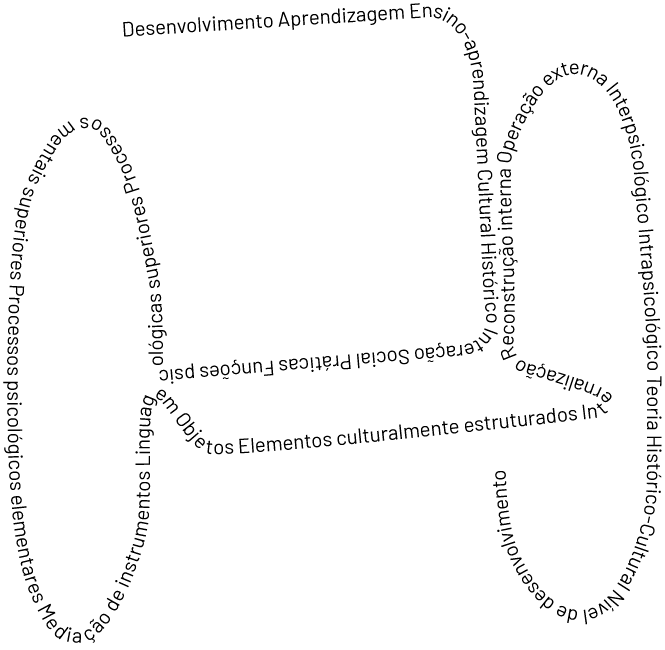 Desenvolvimento Aprendizagem Ensino-aprendizagem Cultural Histórico Interação Social Práticas Funções psicológicas superiores Processos mentais superiores Processos psicológicos elementares Mediação de instrumentos Linguagem Objetos Elementos culturalmente estruturados Internalização Reconstrução interna Operação externa Interpsicológico Intrapsicológico Teoria Histórico-Cultural Nível de desenvolvimento